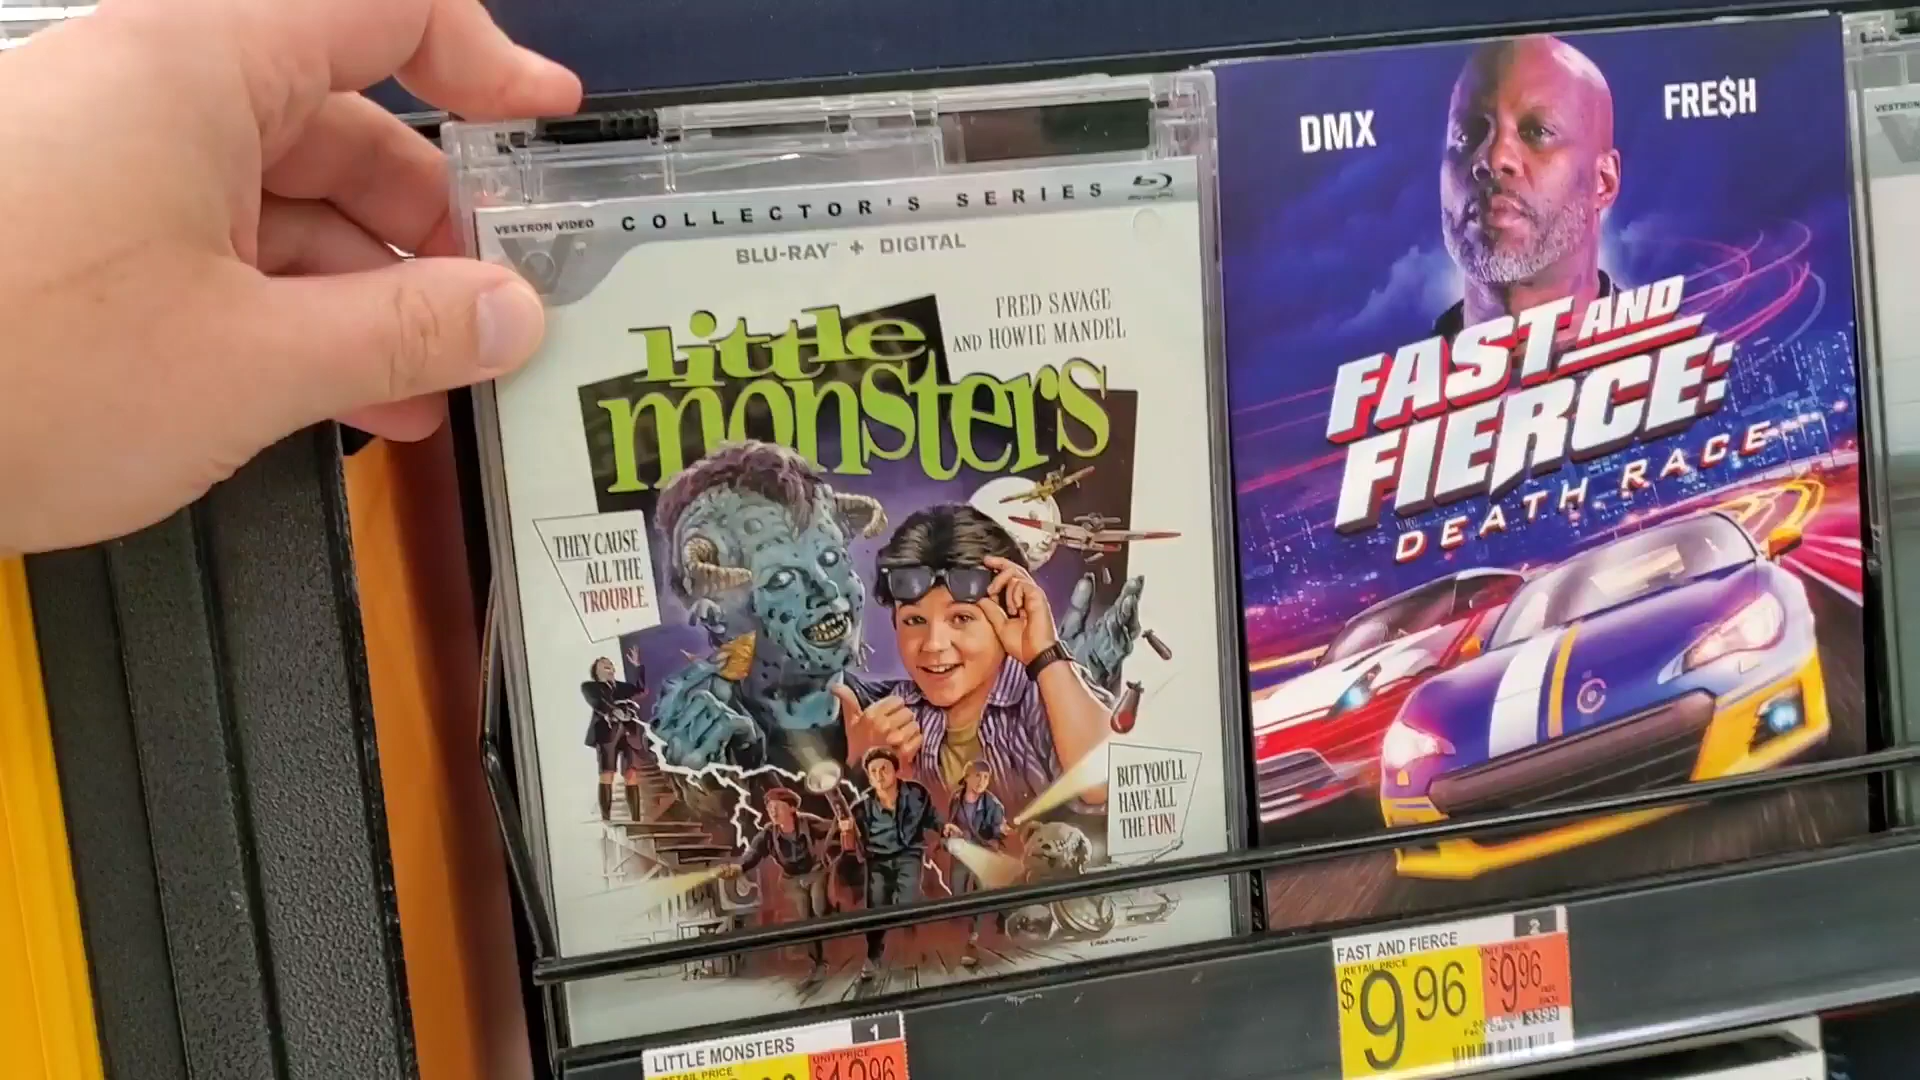 VESTRON VIDEO
COLLECTOR'S SERIES
BLU-RAY + DIGITAL
FRED SAVAGE
AND HOWIE MANDEL
little
monsters
THEY CAUSE
ALL THE
TROUBLE.
BUT YOU'LL
HAVE ALL
THE FUN!
DMX
FRE$H
FAST AND
FIERCE:
DEATH RACE
VESTRON
FAST AND FIERCE 2
RETAIL PRICE UNIT PRICE
$9 96 $9 96
3399
LITTLE MONSTERS 1
RETAIL PRICE UNIT PRICE